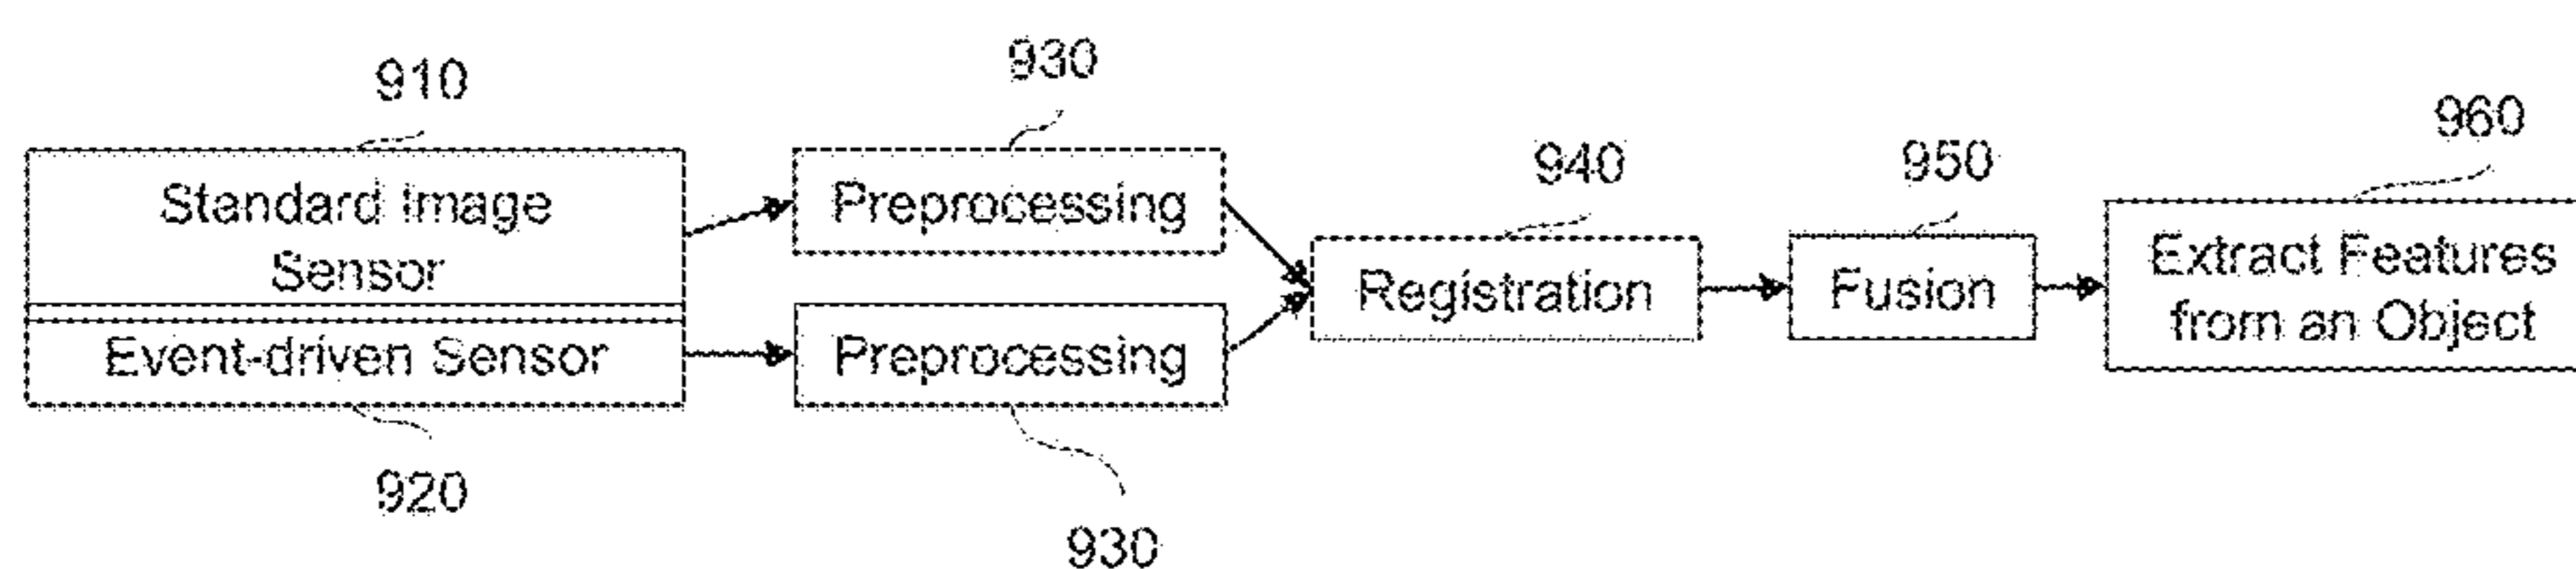 910
930
940
950
960
Standard Image
Sensor
Preprocessing
Registration
Fusion
Extract Features
from an Object
Event-driven Sensor
Preprocessing
920
930